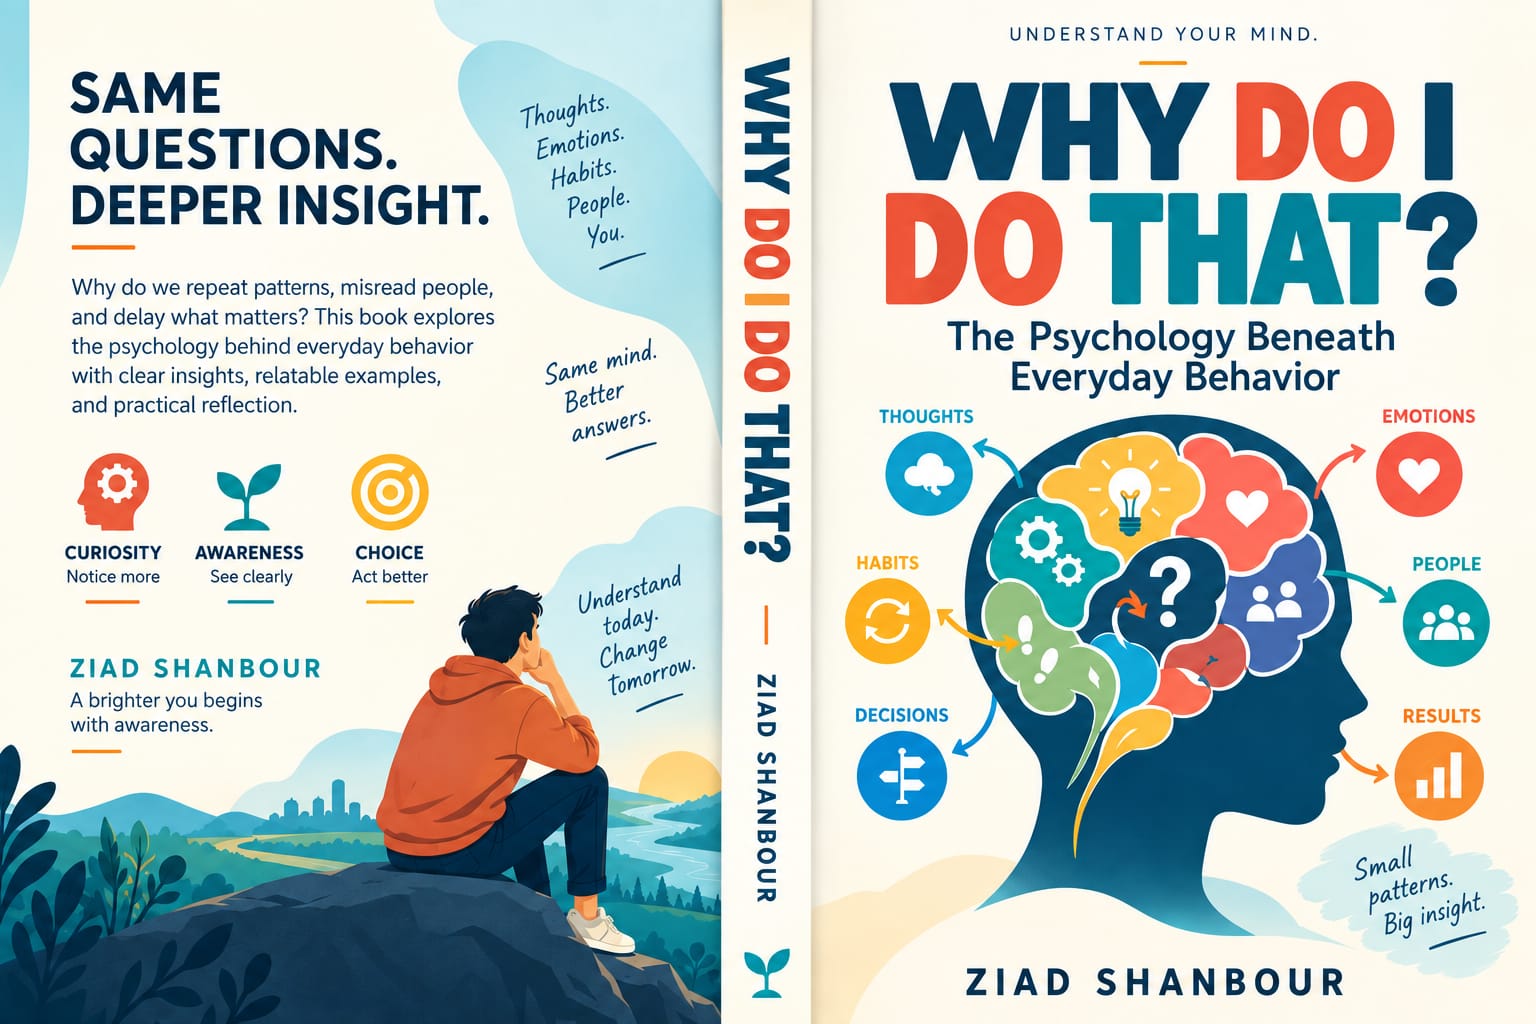 SAME
QUESTIONS.
DEEPER INSIGHT.
Why do we repeat patterns, misread people,
and delay what matters? This book explores
the psychology behind everyday behavior
with clear insights, relatable examples,
and practical reflection.
CURIOSITY
Notice more
AWARENESS
See clearly
CHOICE
Act better
ZIAD SHANBOUR
A brighter you begins
with awareness.
Thoughts.
Emotions.
Habits.
People.
You.
Same mind.
Better
answers.
Understand
today.
Change
tomorrow.
WHY DO I DO THAT?
ZIAD SHANBOUR
UNDERSTAND YOUR MIND.
WHY DO I
DO THAT?
The Psychology Beneath
Everyday Behavior
THOUGHTS
EMOTIONS
HABITS
PEOPLE
DECISIONS
RESULTS
?
Small
patterns.
Big insight.
ZIAD SHANBOUR